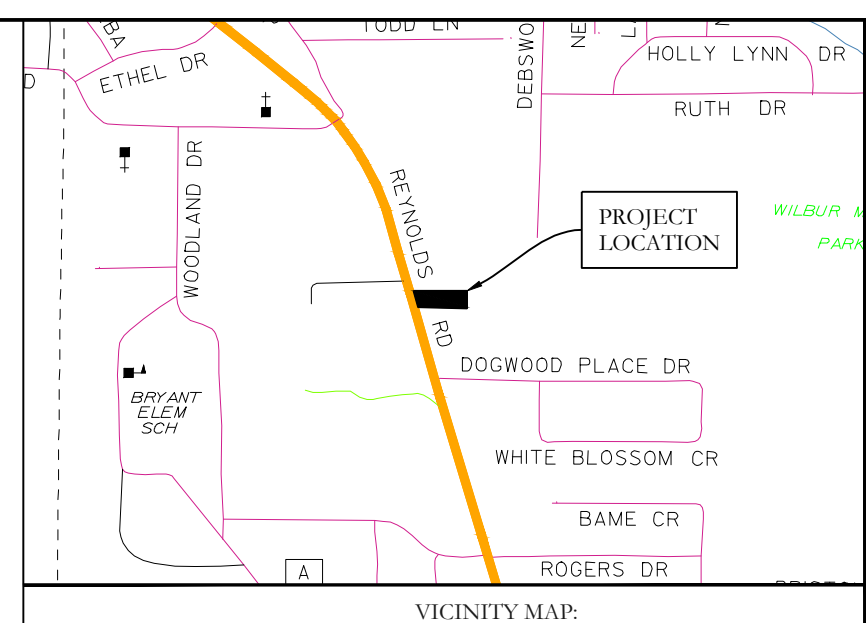 TODD LN
HOLLY LYNN DR
ETHEL DR
D
DEBSWO
RUTH DR
WOODLAND DR
REYNOLDS RD
PROJECT
LOCATION
WILBUR M
PARK
DOGWOOD PLACE DR
BRYANT
ELEM
SCH
WHITE BLOSSOM CR
BAME CR
A
ROGERS DR
VICINITY MAP: